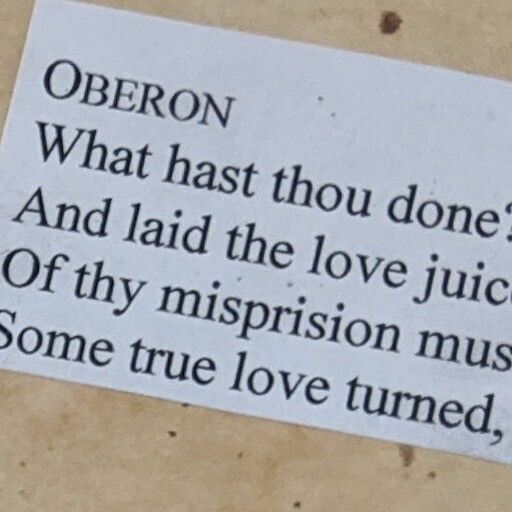 OBERON
What hast thou done?
And laid the love juic
Of thy misprision mus
Some true love turned,